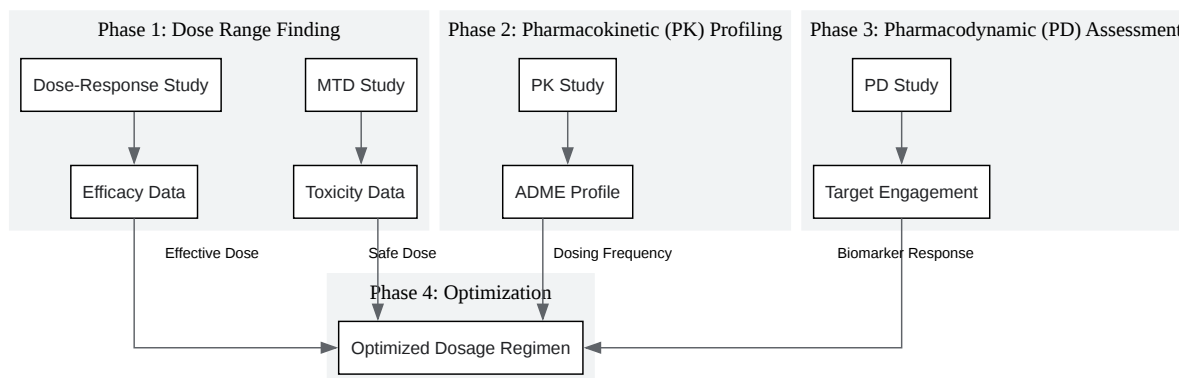 Phase 1: Dose Range Finding
Phase 2: Pharmacokinetic (PK) Profiling
Phase 3: Pharmacodynamic (PD) Assessment
Dose-Response Study
MTD Study
PK Study
PD Study
Efficacy Data
Toxicity Data
ADME Profile
Target Engagement
Effective Dose
Safe Dose
Dosing Frequency
Biomarker Response
Phase 4: Optimization
Optimized Dosage Regimen